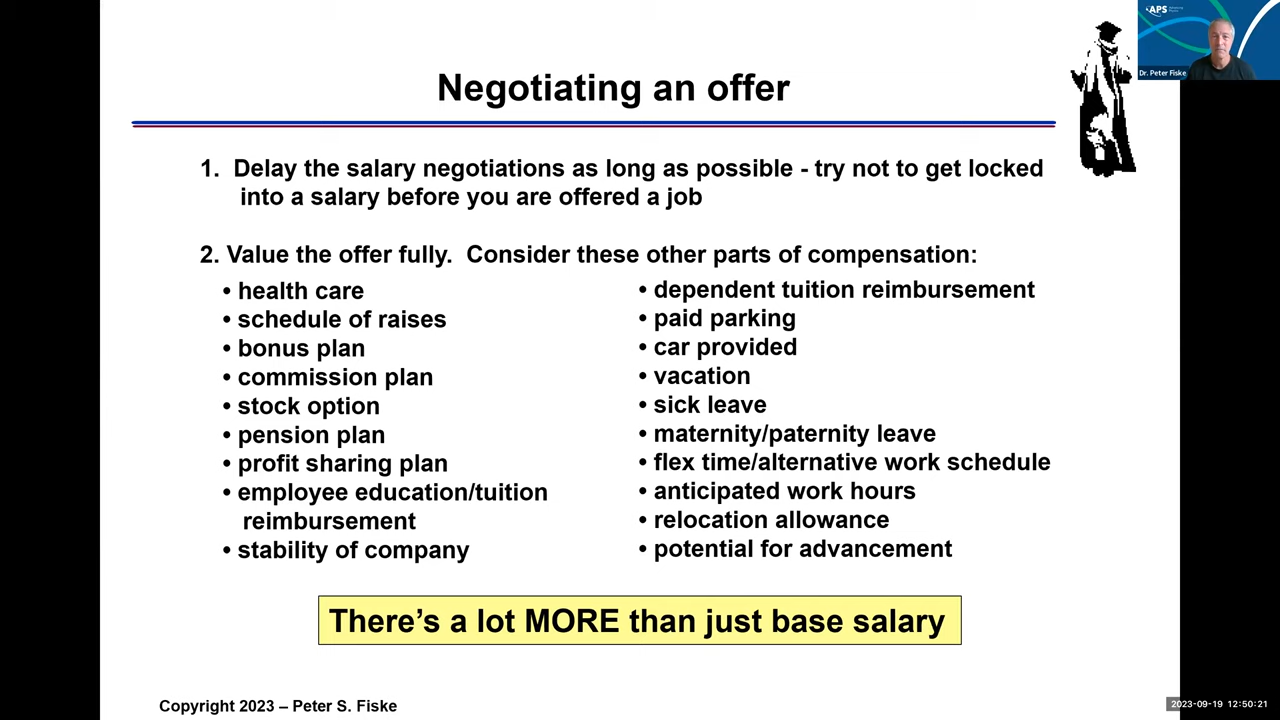 APS
Dr. Peter Fiske
Negotiating an offer
1. Delay the salary negotiations as long as possible - try not to get locked
into a salary before you are offered a job
2. Value the offer fully. Consider these other parts of compensation:
• health care
• schedule of raises
• bonus plan
• commission plan
• stock option
• pension plan
• profit sharing plan
• employee education/tuition
reimbursement
• stability of company
• dependent tuition reimbursement
• paid parking
• car provided
• vacation
• sick leave
• maternity/paternity leave
• flex time/alternative work schedule
• anticipated work hours
• relocation allowance
• potential for advancement
There’s a lot MORE than just base salary
Copyright 2023 – Peter S. Fiske
2023-09-19 12:50:21